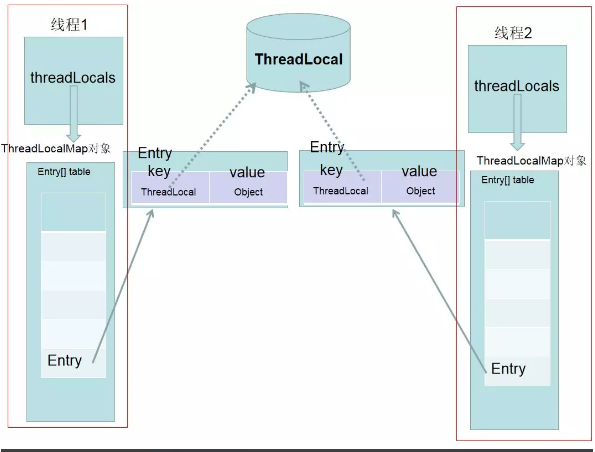 线程1
threadLocals
ThreadLocalMap对象
Entry[] table
Entry
ThreadLocal
Entry
key
value
ThreadLocal
Object
Entry
key
value
ThreadLocal
Object
线程2
threadLocals
ThreadLocalMap对象
Entry[] table
Entry